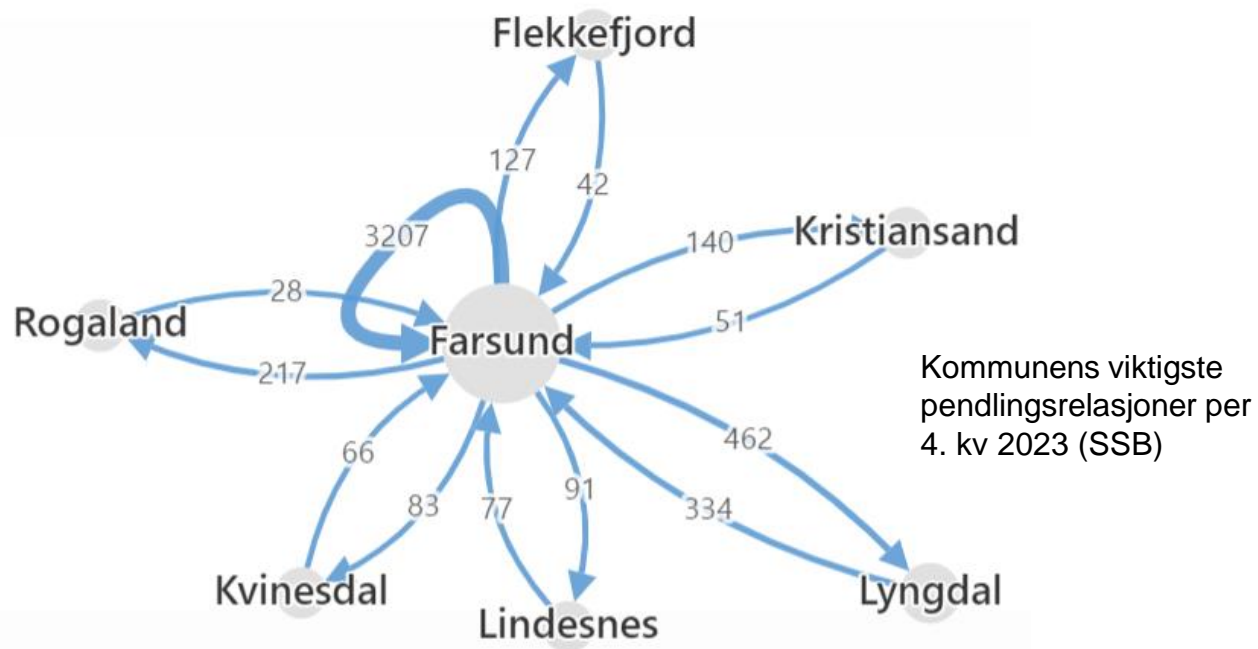 Flekkefjord
127
42
3207
140
Kristiansand
28
51
Rogaland
Farsund
217
Kommunens viktigste
pendlingsrelasjoner per
4. kv 2023 (SSB)
462
66
91
83
77
334
Kvinesdal
Lyngdal
Lindesnes